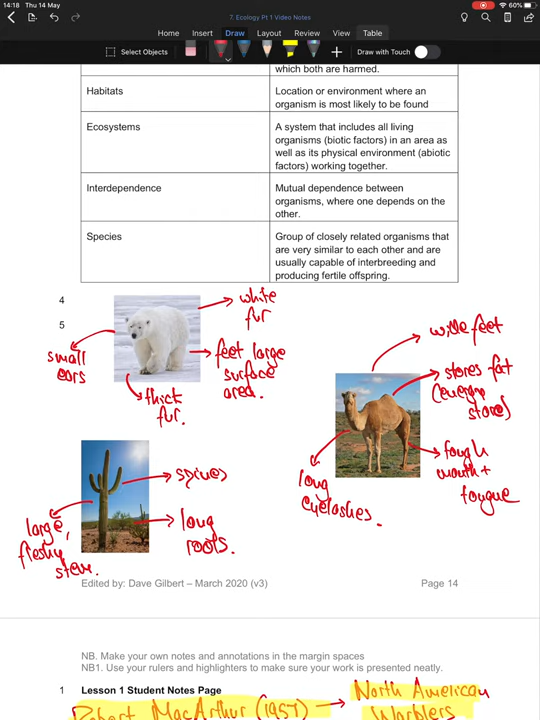 14:18 Thu 14 May
60%
7. Ecology Pt 1 Video Notes
Home Insert Draw Layout Review View Table
Select Objects
Draw with Touch
which both are harmed.
Habitats
Location or environment where an
organism is most likely to be found
Ecosystems
A system that includes all living
organisms (biotic factors) in an area as
well as its physical environment (abiotic
factors) working together.
Interdependence
Mutual dependence between
organisms, where one depends on the
other.
Species
Group of closely related organisms that
are very similar to each other and are
usually capable of interbreeding and
producing fertile offspring.
4
5
white
fur
small
ears
feet large
surface
area.
thick
fur.
wide feet
stores fat
(energy
stores)
tough
mouth +
tongue
long
eyelashes.
spines
long
roots.
large,
fleshy
stem.
Edited by: Dave Gilbert – March 2020 (v3)
Page 14
NB. Make your own notes and annotations in the margin spaces
NB1. Use your rulers and highlighters to make sure your work is presented neatly.
1 Lesson 1 Student Notes Page
North American
Warblers
Robert MacArthur (1957)